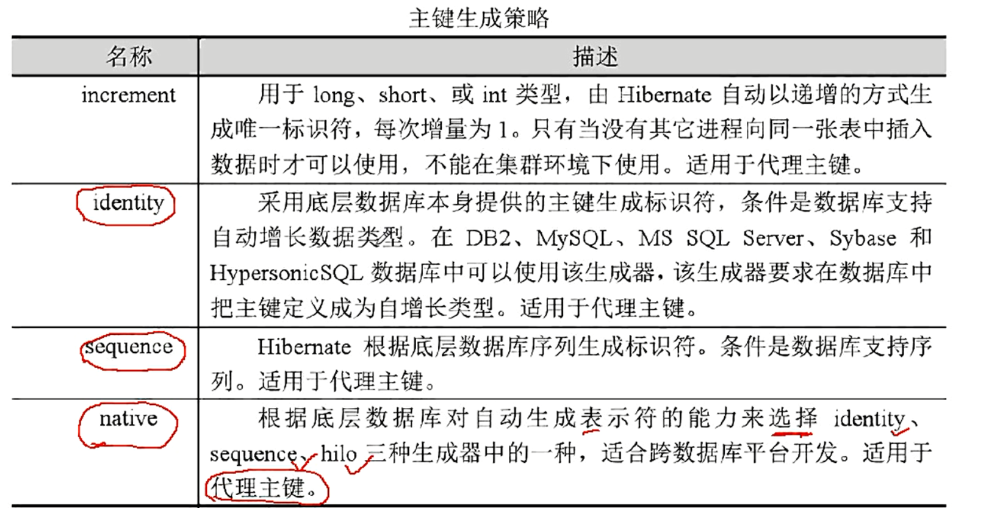 主键生成策略
名称 描述
increment 用于 long、short、或 int 类型，由 Hibernate 自动以递增的方式生
成唯一标识符，每次增量为 1。只有当没有其它进程向同一张表中插入
数据时才可以使用，不能在集群环境下使用。适用于代理主键。
identity 采用底层数据库本身提供的主键生成标识符，条件是数据库支持
自动增长数据类型。在 DB2、MySQL、MS SQL Server、Sybase 和
HypersonicSQL 数据库中可以使用该生成器，该生成器要求在数据库中
把主键定义成为自增长类型。适用于代理主键。
sequence Hibernate 根据底层数据库序列生成标识符。条件是数据库支持序
列。适用于代理主键。
native 根据底层数据库对自动生成表示符的能力来选择 identity、
sequence、hilo 三种生成器中的一种，适合跨数据库平台开发。适用于
代理主键。